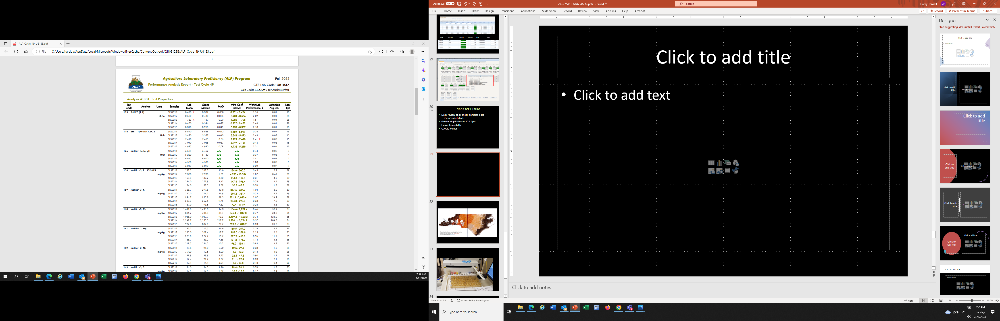 ALP_Cycle_49_U8183.pdf
File
C:/Users/hardda/AppData/Local/Microsoft/Windows/INetCache/Content.Outlook/QIUG129B/ALP_Cycle_49_U8183.pdf
1
ALP
Agriculture Laboratory Proficiency (ALP) Program Fall 2022
Performance Analysis Report - Test Cycle 49 CTS Lab Code: U8183A
Web Code: LLZKW7 for Analysis #801
Analysis # 801: Soil Properties
Test Code Analysis Units Samples Lab Mean Grand Median MAD 95% Conf Interval WithinLab Performance, k WithinLab Avg STD Labs Rpt
115 Soil EC (1:2) SRS2211 0.470 X 0.337 0.030 0.251 - 0.424 1.55 0.01 28
dS/m SRS2212 0.500 0.480 0.026 0.404 - 0.556 2.02 0.01 28
SRS2213 1.783 X 1.457 0.09 1.205 - 1.708 1.51 0.04 28
SRS2214 0.450 0.396 0.027 0.317 - 0.475 1.48 0.01 28
SRS2215 0.310 0.260 0.043 0.132 - 0.382 2.10 0.01 28
118 pH (1:1) 0.01M CaCl2 SRS2211 6.690 6.688 0.042 6.568 - 6.809 0.36 0.07 15
Unit SRS2212 5.420 5.357 0.040 5.241 - 5.473 1.43 0.03 15
SRS2213 7.410 7.463 0.06 7.299 - 7.628 2.41 X 0.03 15
SRS2214 7.040 7.055 0.037 6.949 - 7.161 0.46 0.03 15
SRS2215 4.987 4.980 0.08 4.735 - 5.218 1.31 0.04 15
126 Mehlich Buffer pH SRS2211 6.503 6.452 n/a n/a 0.44 0.05 4
Unit SRS2212 6.220 6.130 n/a n/a 0.37 0.05 4
SRS2213 6.647 6.600 n/a n/a 1.41 0.03 3
SRS2214 6.580 6.500 n/a n/a 1.00 0.03 3
SRS2215 6.213 6.090 n/a n/a 0.22 0.07 4
158 Mehlich-3, P ICP-AES SRS2211 182.3 162.3 13.0 124.6 - 200.0 0.45 5.2 39
mg/kg SRS2212 9.330 7.208 1.03 4.233 - 10.184 1.87 0.62 39
SRS2213 153.3 139.2 8.60 114.3 - 164.1 0.31 4.9 39
SRS2214 184.0 171.9 8.43 147.4 - 196.4 0.75 4.6 39
SRS2215 34.0 38.3 2.59 30.8 - 45.8 0.76 1.3 39
159 Mehlich-3, K SRS2211 328.7 297.8 13.8 257.6 - 337.9 1.04 8.0 39
mg/kg SRS2212 322.0 276.3 25.9 201.3 - 351.4 0.74 9.5 39
SRS2213 996.7 925.8 39.5 811.3 - 1,040.4 1.07 24.9 39
SRS2214 288.3 262.6 9.75 234.3 - 290.8 0.68 7.0 39
SRS2215 87.0 93.6 7.32 72.4 - 114.9 0.23 4.3 39
160 Mehlich-3, Ca SRS2211 1,691.0 1,496.0 114.3 1,164.6 - 1,827.4 0.66 52.9 36
mg/kg SRS2212 886.7 781.4 81.4 545.4 - 1,017.3 0.77 34.8 36
SRS2213 4,085.0 4,059.7 193.3 3,499.3 - 4,620.2 0.74 126.0 36
SRS2214 3,349.7 3,155.5 217.7 2,524.1 - 3,786.9 0.57 104.5 36
SRS2215 922.0 802.9 71.7 595.0 - 1,010.7 0.23 39.7 36
161 Mehlich-3, Mg SRS2211 237.3 213.7 15.6 168.5 - 259.0 1.28 6.5 35
mg/kg SRS2212 235.0 207.4 17.7 156.0 - 258.9 1.15 6.6 35
SRS2213 373.0 372.7 15.7 327.2 - 418.1 0.96 11.2 35
SRS2214 165.7 153.2 7.58 131.2 - 175.2 1.14 4.5 35
SRS2215 118.7 126.2 10.3 96.2 - 156.1 0.82 4.3 35
162 Mehlich-3, Na SRS2211 18.8 21.0 2.92 12.5 - 29.4 0.38 1.9 28
mg/kg SRS2212 7.300 10.6 3.00 1.9 - 19.2 0.13 1.52 28
SRS2213 38.9 39.9 2.57 32.5 - 47.3 0.90 1.7 28
SRS2214 17.4 21.7 3.67 11.1 - 32.4 0.20 2.1 28
SRS2215 10.4 14.4 3.24 5.0 - 23.8 0.18 2.4 28
163 Mehlich-3, S SRS2211 26.0 24.3 1.70 19.4 - 29.2 0.78 1.3 30
mg/kg SRS2212 14.3 14.3 1.37 10.3 - 18.3 0.17 2.4 30
7:52 AM
2/21/2023
AutoSave On
2023_MASTPAWG_QAQC.pptx • Saved
Search
Hardy, David H DH
File Home Insert Draw Design Transitions Animations Slide Show Record Review View Add-ins Help Acrobat
Record Present in Teams Share
29
30
Plans for Future
• Daily review of all check samples data
– Use of control charts
• Grower duplicates for ICP / pH
• Easier traceability
• QA/QC officer
31
32
Foundation
Everything
33
34
Click to add title
• Click to add text
Click to add notes
Designer
Stop suggesting ideas until I restart PowerPoint.
Click to add title
Click to add title
Click to add title
Click to add title
Click to add title
Click to add title
Click to add text
Click to add title
Click to add text
Slide 31 of 35
Accessibility: Investigate
Notes
157%
Type here to search
55°F
7:52 AM
Tuesday
2/21/2023